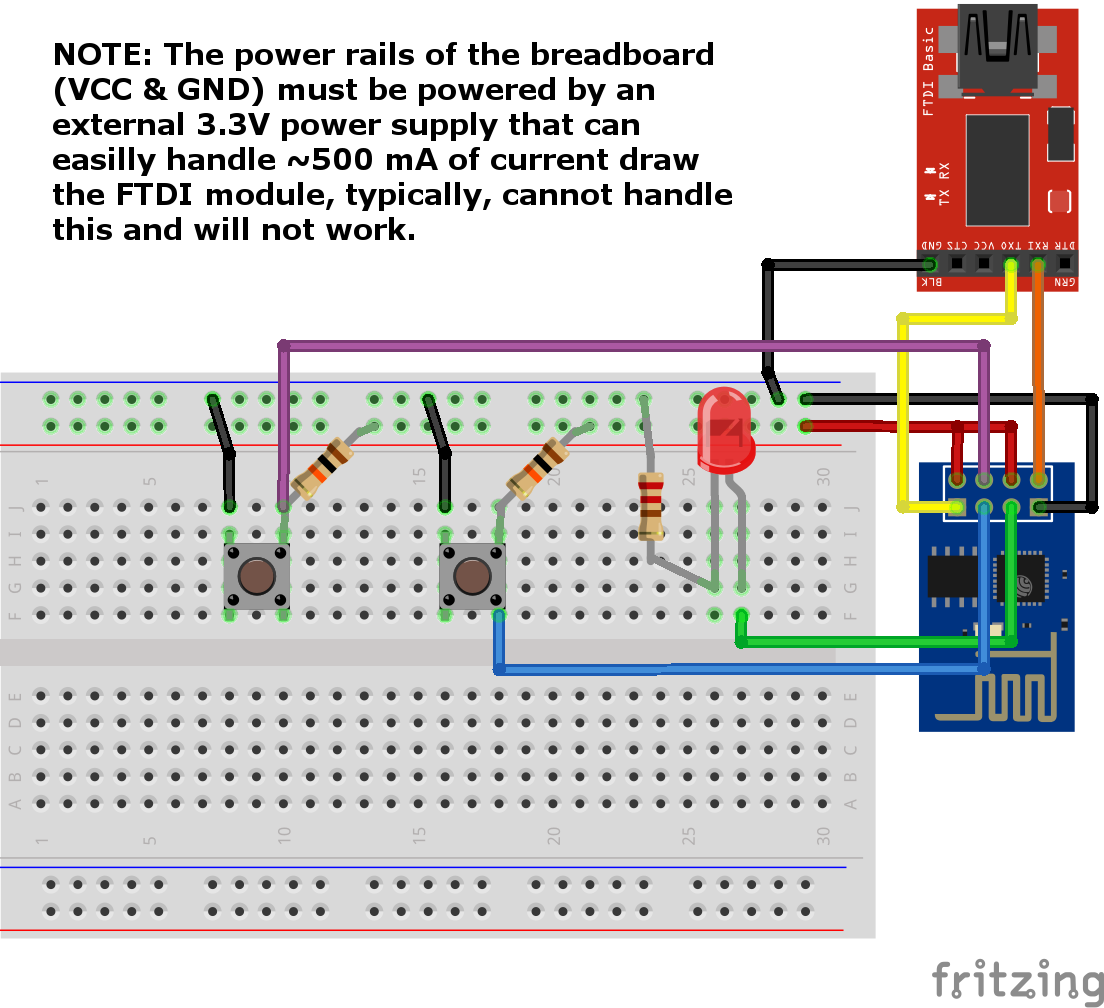 NOTE: The power rails of the breadboard
(VCC & GND) must be powered by an
external 3.3V power supply that can
easilly handle ~500 mA of current draw
the FTDI module, typically, cannot handle
this and will not work.
FTDI Basic
TX RX
GND CTS VCC TXO RXI DTR
BLK GRN
1 5 10 15 20 25 30
J J
I I
H H
G G
F F
E E
D D
C C
B B
A A
1 5 10 15 20 25 30
fritzing